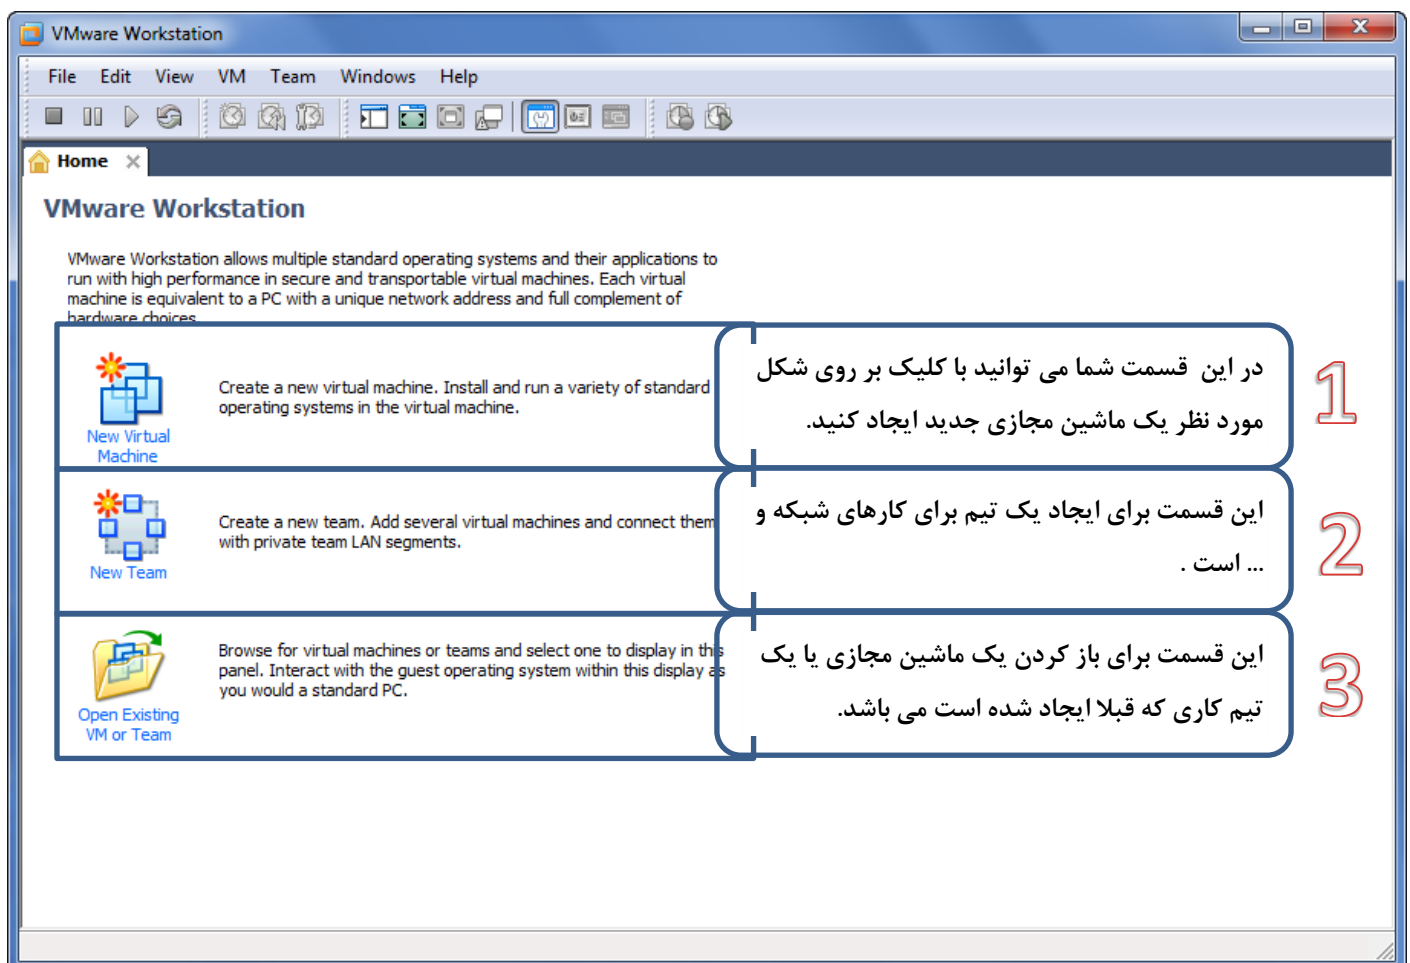 VMware Workstation
File Edit View VM Team Windows Help
Home
VMware Workstation
VMware Workstation allows multiple standard operating systems and their applications to
run with high performance in secure and transportable virtual machines. Each virtual
machine is equivalent to a PC with a unique network address and full complement of
hardware choices.
New Virtual
Machine
Create a new virtual machine. Install and run a variety of standard
operating systems in the virtual machine.
در این قسمت شما می توانید با کلیک بر روی شکل
مورد نظر یک ماشین مجازی جدید ایجاد کنید.
1
New Team
Create a new team. Add several virtual machines and connect them
with private team LAN segments.
این قسمت برای ایجاد یک تیم برای کارهای شبکه و
... است .
2
Open Existing
VM or Team
Browse for virtual machines or teams and select one to display in this
panel. Interact with the guest operating system within this display as
you would a standard PC.
این قسمت برای باز کردن یک ماشین مجازی یا یک
تیم کاری که قبلا ایجاد شده است می باشد.
3